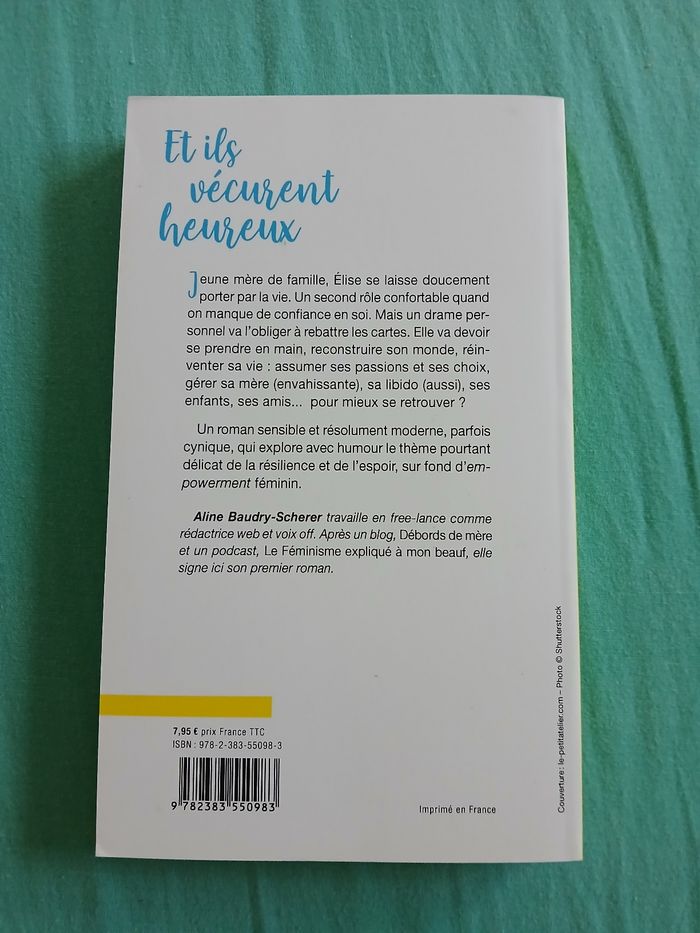 Et ils
vécurent
heureux
Jeune mère de famille, Élise se laisse doucement
porter par la vie. Un second rôle confortable quand
on manque de confiance en soi. Mais un drame per-
sonnel va l'obliger à rebattre les cartes. Elle va devoir
se prendre en main, reconstruire son monde, réin-
venter sa vie : assumer ses passions et ses choix,
gérer sa mère (envahissante), sa libido (aussi), ses
enfants, ses amis... pour mieux se retrouver ?
Un roman sensible et résolument moderne, parfois
cynique, qui explore avec humour le thème pourtant
délicat de la résilience et de l'espoir, sur fond d'em-
powerment féminin.
Aline Baudry-Scherer travaille en free-lance comme
rédactrice web et voix off. Après un blog, Débords de mère
et un podcast, Le Féminisme expliqué à mon beauf, elle
signe ici son premier roman.
7,95 € prix France TTC
ISBN : 978-2-383-55098-3
9 782383 550983
Imprimé en France
Couverture : le-petitatelier.com – Photo © Shutterstock